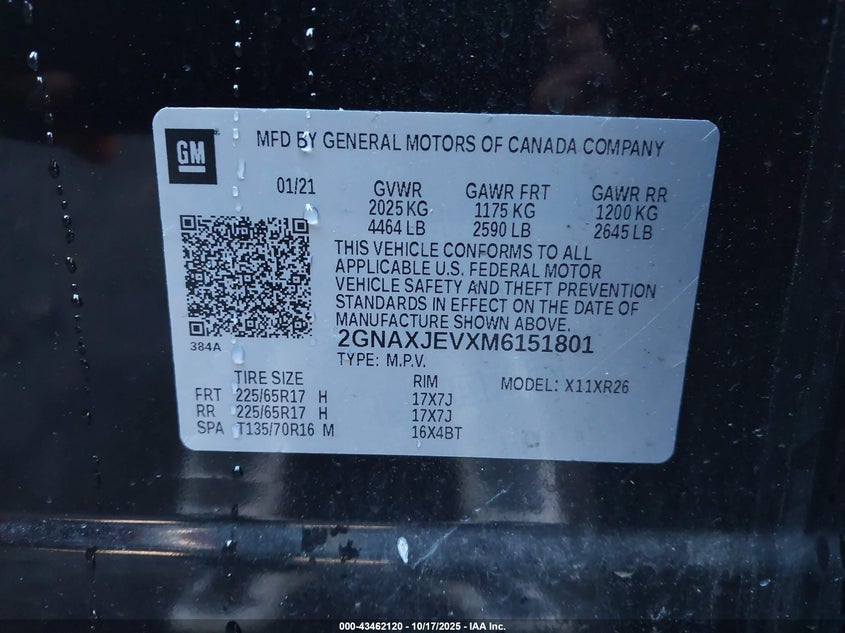 GM
MFD BY GENERAL MOTORS OF CANADA COMPANY
01/21 GVWR GAWR FRT GAWR RR
2025 KG 1175 KG 1200 KG
4464 LB 2590 LB 2645 LB
THIS VEHICLE CONFORMS TO ALL
APPLICABLE U.S. FEDERAL MOTOR
VEHICLE SAFETY AND THEFT PREVENTION
STANDARDS IN EFFECT ON THE DATE OF
MANUFACTURE SHOWN ABOVE.
384A
2GNAXJEVXM6151801
TYPE: M.P.V.
TIRE SIZE RIM MODEL: X11XR26
FRT 225/65R17 H 17X7J
RR 225/65R17 H 17X7J
SPA T135/70R16 M 16X4BT
000-43462120 - 10/17/2025 - IAA Inc.